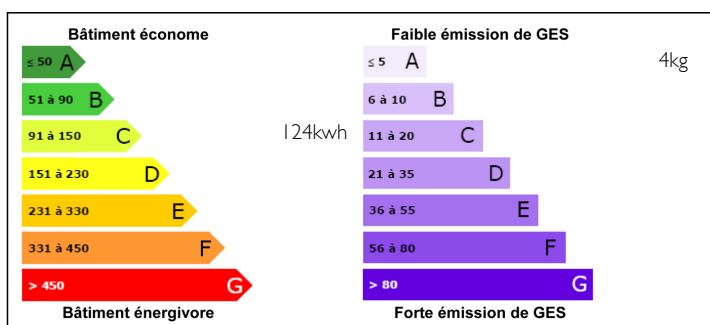 Bâtiment économe
≤ 50 A
51 à 90 B
91 à 150 C
124kwh
151 à 230 D
231 à 330 E
331 à 450 F
> 450 G
Bâtiment énergivore
Faible émission de GES
≤ 5 A
4kg
6 à 10 B
11 à 20 C
21 à 35 D
36 à 55 E
56 à 80 F
> 80 G
Forte émission de GES